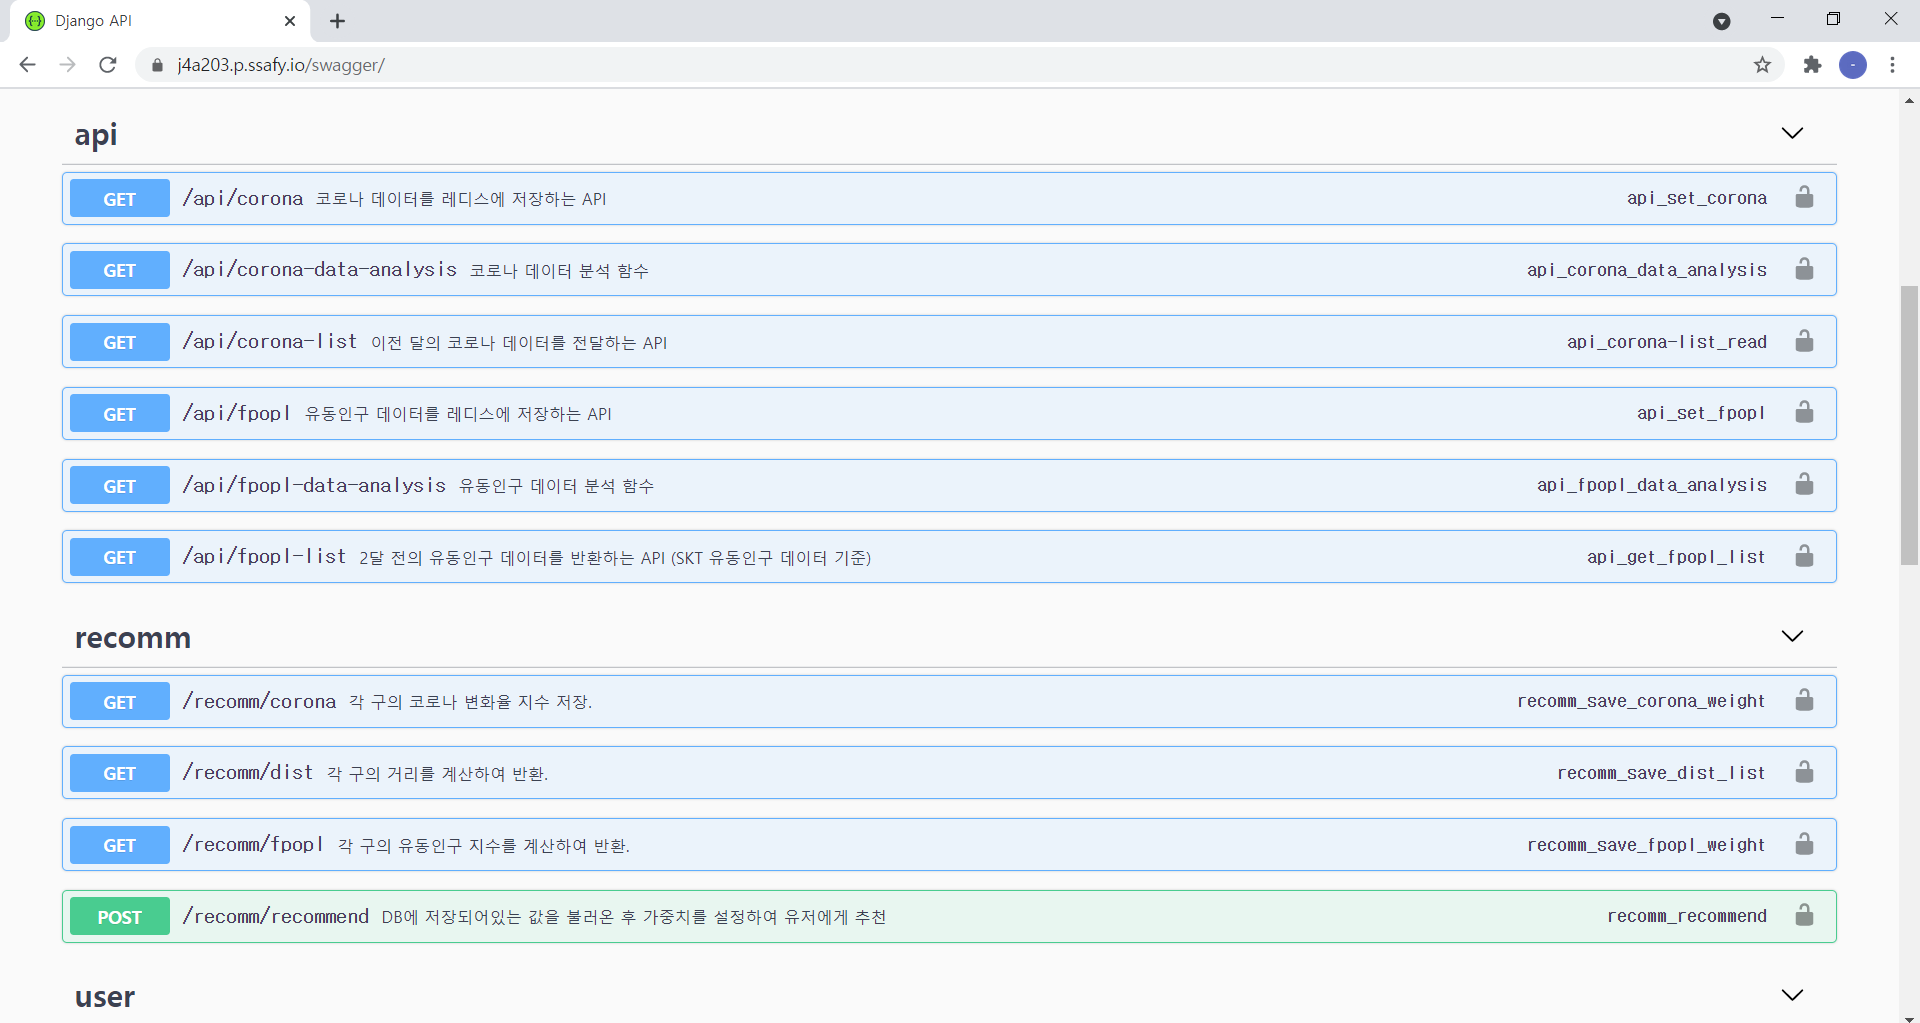 Django API
j4a203.p.ssafy.io/swagger/
api
GET /api/corona 코로나 데이터를 레디스에 저장하는 API api_set_corona
GET /api/corona-data-analysis 코로나 데이터 분석 함수 api_corona_data_analysis
GET /api/corona-list 이전 달의 코로나 데이터를 전달하는 API api_corona-list_read
GET /api/fpopl 유동인구 데이터를 레디스에 저장하는 API api_set_fpopl
GET /api/fpopl-data-analysis 유동인구 데이터 분석 함수 api_fpopl_data_analysis
GET /api/fpopl-list 2달 전의 유동인구 데이터를 반환하는 API (SKT 유동인구 데이터 기준) api_get_fpopl_list
recomm
GET /recomm/corona 각 구의 코로나 변화율 지수 저장. recomm_save_corona_weight
GET /recomm/dist 각 구의 거리를 계산하여 반환. recomm_save_dist_list
GET /recomm/fpopl 각 구의 유동인구 지수를 계산하여 반환. recomm_save_fpopl_weight
POST /recomm/recommend DB에 저장되어있는 값을 불러온 후 가중치를 설정하여 유저에게 추천 recomm_recommend
user